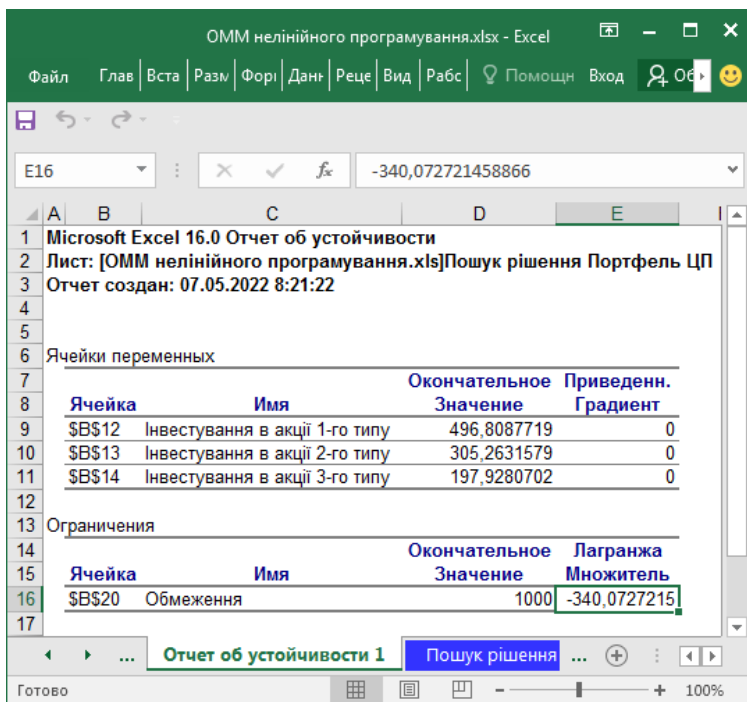 ОММ нелінійного програмування.xlsx - Excel
Файл Глав Вста Разм Форı Данн Реце Вид Рабс Помощн Вход Об
E16 fx -340,072721458866
A B C D E
1 Microsoft Excel 16.0 Отчет об устойчивости
2 Лист: [ОММ нелінійного програмування.xls]Пошук рішення Портфель ЦП
3 Отчет создан: 07.05.2022 8:21:22
4
5
6 Ячейки переменных
7 Окончательное Приведенн.
8 Ячейка Имя Значение Градиент
9 $B$12 Інвестування в акції 1-го типу 496,8087719 0
10 $B$13 Інвестування в акції 2-го типу 305,2631579 0
11 $B$14 Інвестування в акції 3-го типу 197,9280702 0
12
13 Ограничения
14 Окончательное Лагранжа
15 Ячейка Имя Значение Множитель
16 $B$20 Обмеження 1000 -340,0727215
17
... Отчет об устойчивости 1 Пошук рішення ...
Готово 100%